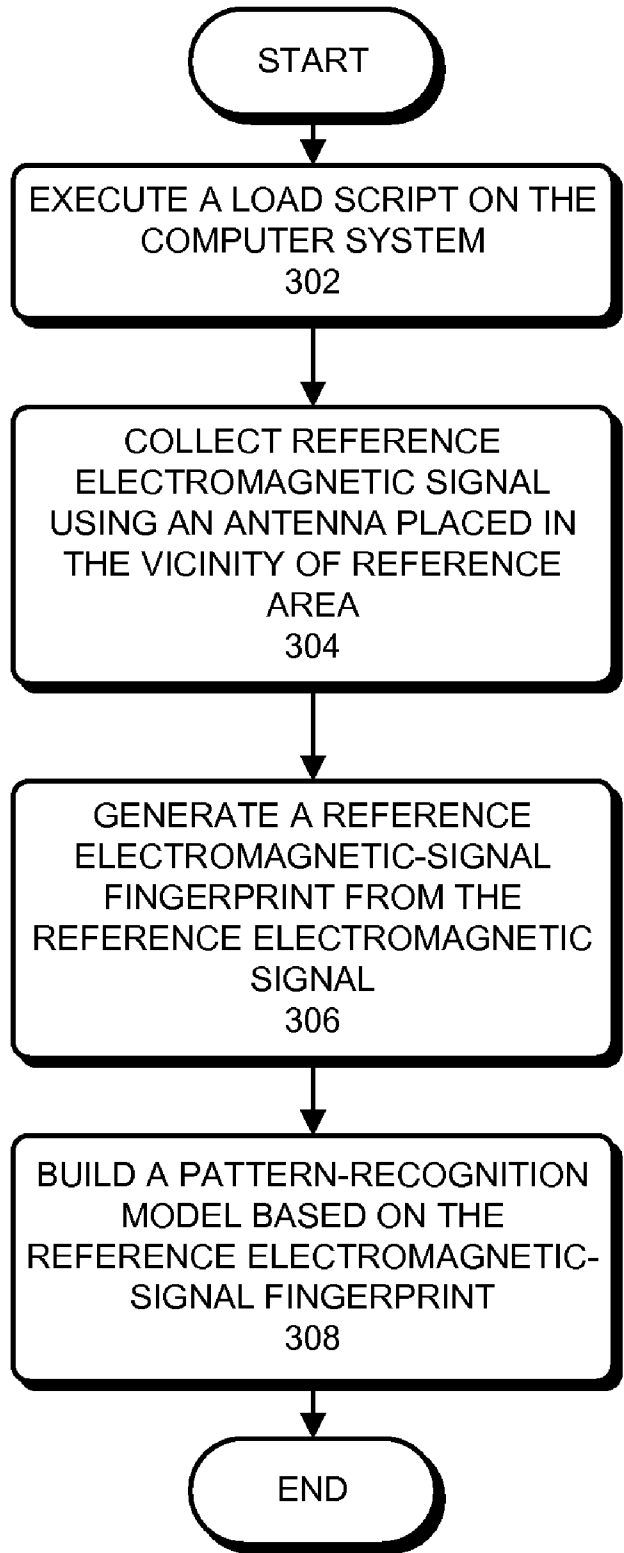 START
EXECUTE A LOAD SCRIPT ON THE
COMPUTER SYSTEM
302
COLLECT REFERENCE
ELECTROMAGNETIC SIGNAL
USING AN ANTENNA PLACED IN
THE VICINITY OF REFERENCE
AREA
304
GENERATE A REFERENCE
ELECTROMAGNETIC-SIGNAL
FINGERPRINT FROM THE
REFERENCE ELECTROMAGNETIC
SIGNAL
306
BUILD A PATTERN-RECOGNITION
MODEL BASED ON THE
REFERENCE ELECTROMAGNETIC-
SIGNAL FINGERPRINT
308
END